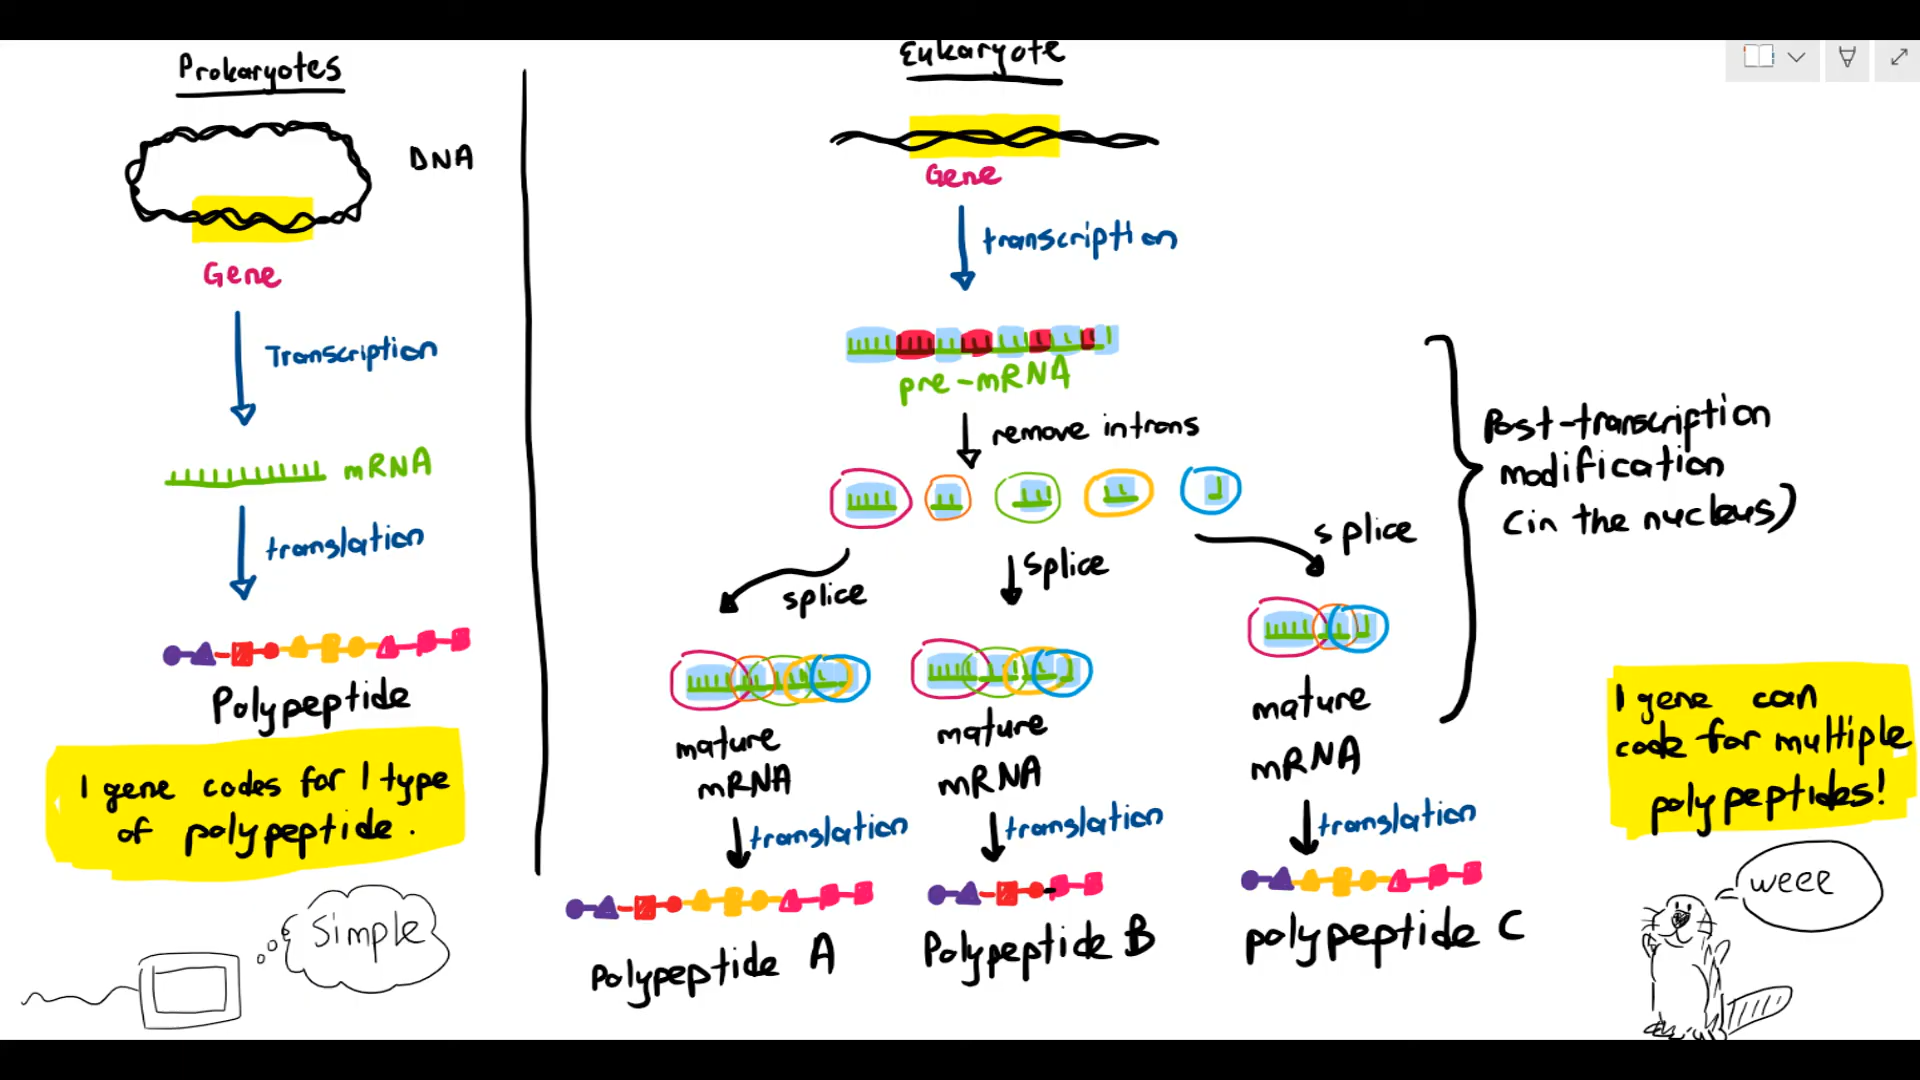 Prokaryotes
DNA
Gene
Transcription
mRNA
translation
Polypeptide
1 gene codes for 1 type
of polypeptide.
Simple
Eukaryote
Gene
transcription
pre-mRNA
remove introns
splice
splice
splice
Post-transcription
modification
(in the nucleus)
mature
mRNA
mature
mRNA
mature
mRNA
translation
translation
translation
Polypeptide A
Polypeptide B
polypeptide C
1 gene can
code for multiple
polypeptides!
weee